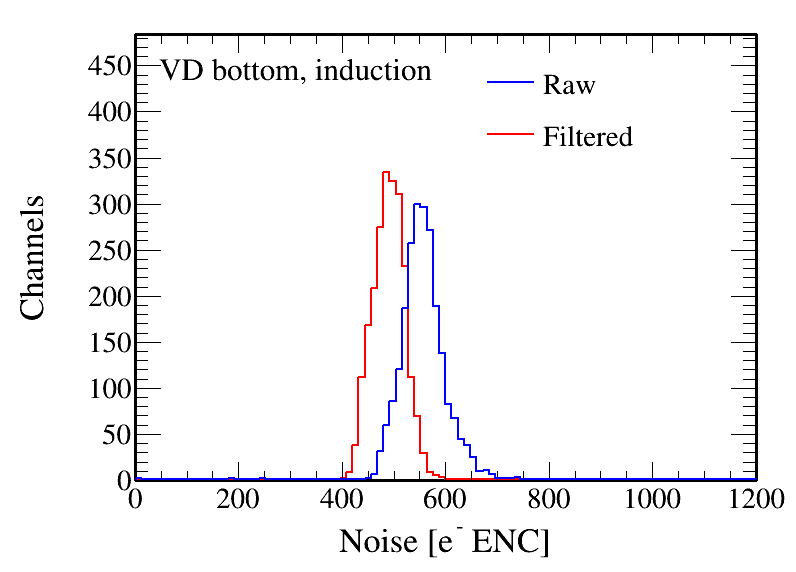 VD bottom, induction
Raw
Filtered
450
400
350
300
250
200
150
100
50
0
Channels
0 200 400 600 800 1000 1200
Noise [e⁻ ENC]